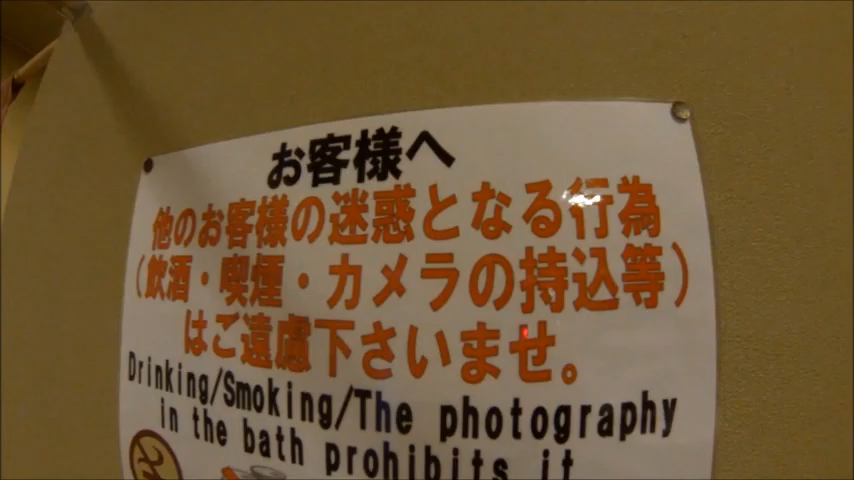 お客様へ
他のお客様の迷惑となる行為
（飲酒・喫煙・カメラの持込等）
はご遠慮下さいませ。
Drinking/Smoking/The photography
in the bath prohibits it